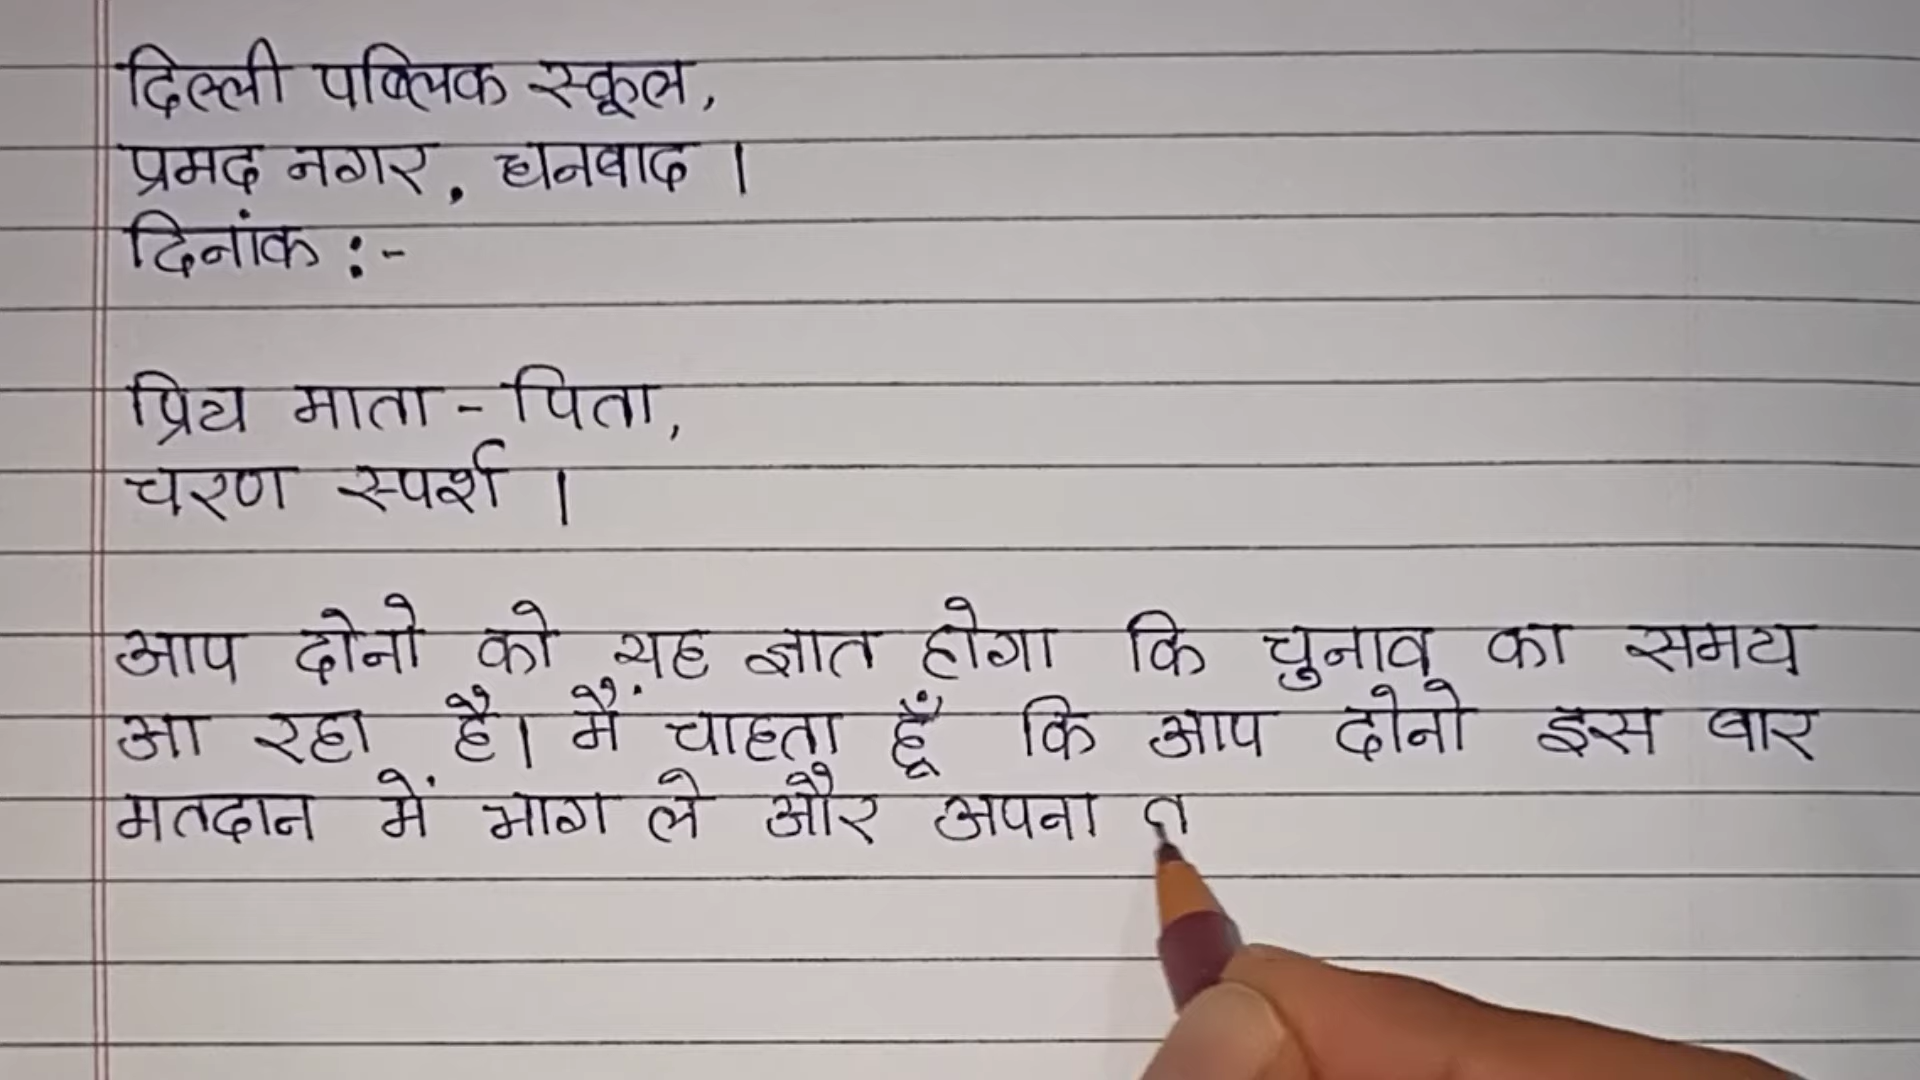 दिल्ली पब्लिक स्कूल,
प्रमद नगर, धनबाद ।
दिनांक :-
प्रिय माता - पिता,
चरण स्पर्श ।
आप दोनो को यह ज्ञात होगा कि चुनाव का समय
आ रहा है। मैं चाहता हूँ कि आप दोनो इस बार
मतदान में भाग ले और अपना